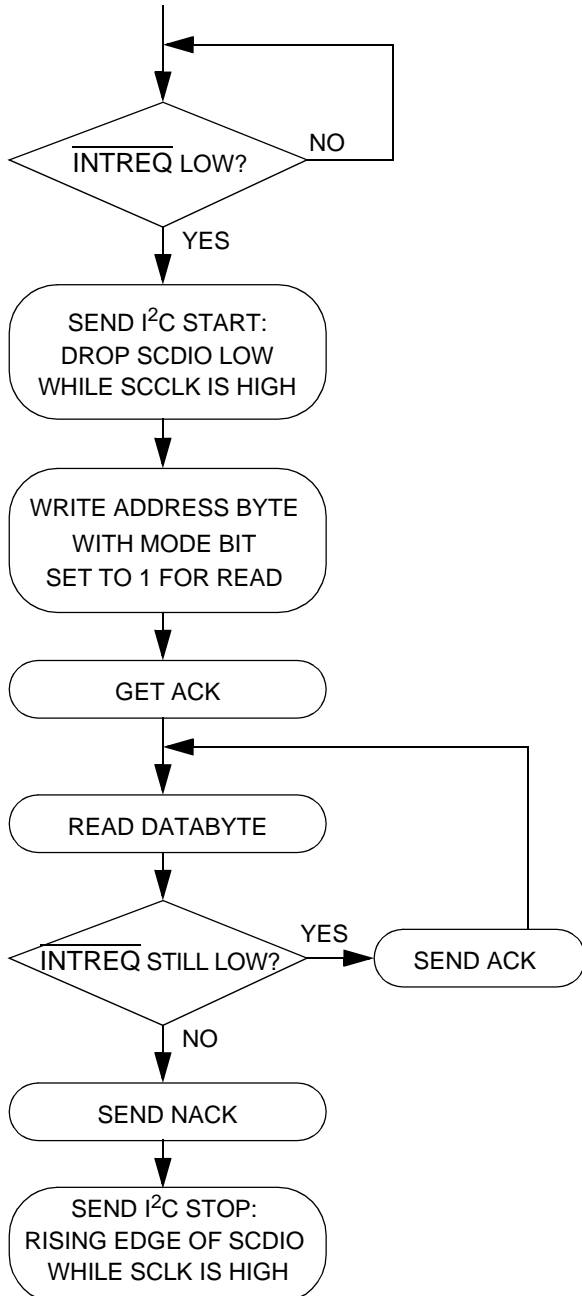 INTREQ LOW?
NO
YES
SEND I²C START:
DROP SCDIO LOW
WHILE SCCLK IS HIGH
WRITE ADDRESS BYTE
WITH MODE BIT
SET TO 1 FOR READ
GET ACK
READ DATABYTE
INTREQ STILL LOW?
YES
SEND ACK
NO
SEND NACK
SEND I²C STOP:
RISING EDGE OF SCDIO
WHILE SCLK IS HIGH